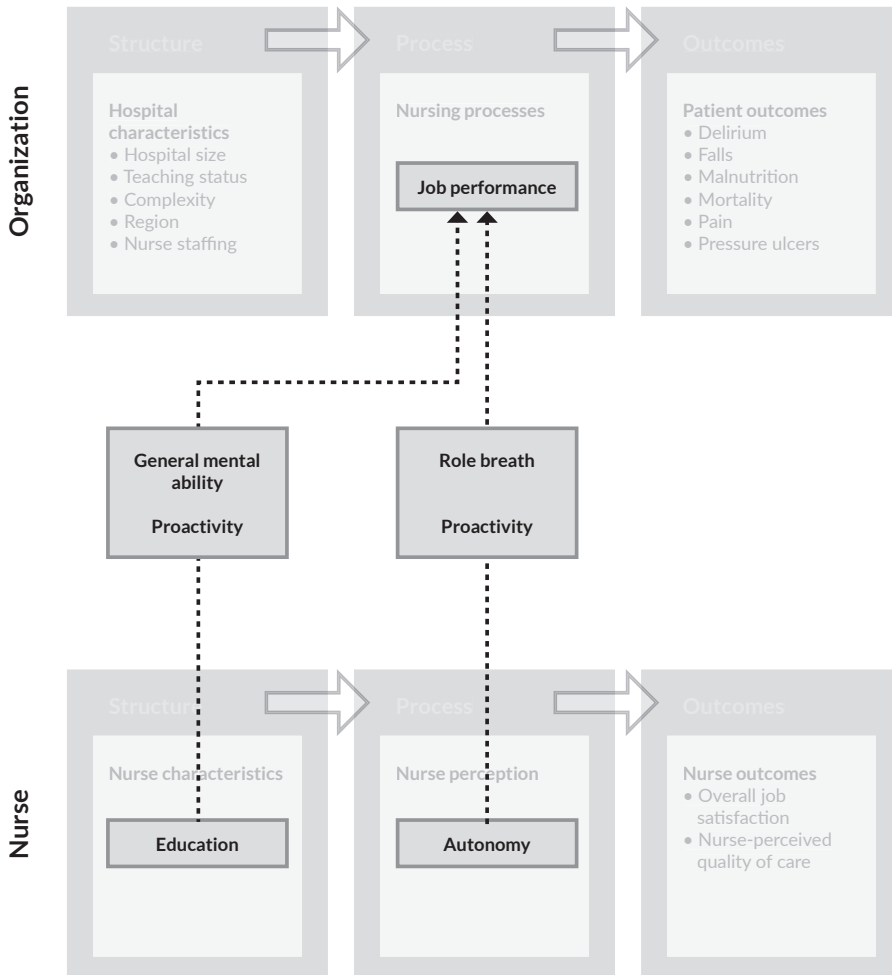 Organization
Structure
Process
Outcomes
Hospital
characteristics
• Hospital size
• Teaching status
• Complexity
• Region
• Nurse staffing
Nursing processes
Job performance
Patient outcomes
• Delirium
• Falls
• Malnutrition
• Mortality
• Pain
• Pressure ulcers
General mental
ability
Proactivity
Role breath
Proactivity
Nurse
Structure
Process
Outcomes
Nurse characteristics
Education
Nurse perception
Autonomy
Nurse outcomes
• Overall job
satisfaction
• Nurse-perceived
quality of care